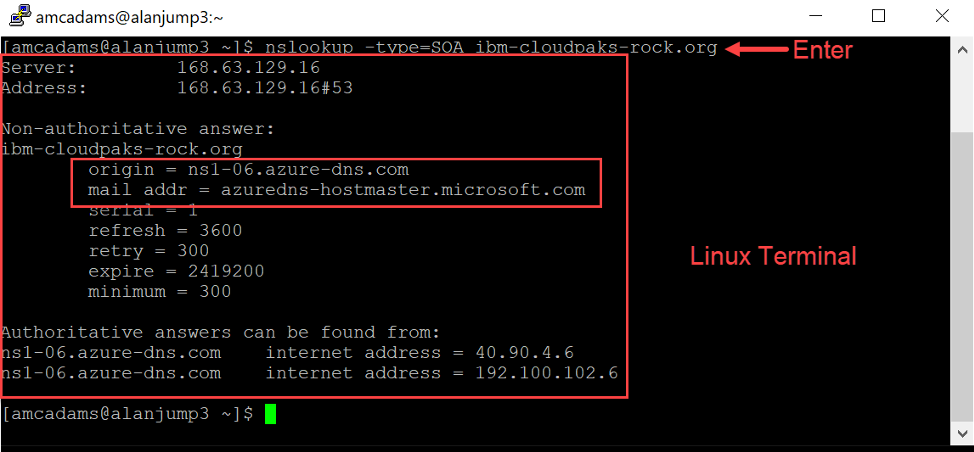 amcadams@alanjump3:~
[amcadams@alanjump3 ~]$ nslookup -type=SOA ibm-cloudpaks-rock.org
Enter
Server:         168.63.129.16
Address:        168.63.129.16#53
Non-authoritative answer:
ibm-cloudpaks-rock.org
origin = ns1-06.azure-dns.com
mail addr = azuredns-hostmaster.microsoft.com
serial = 1
refresh = 3600
retry = 300
expire = 2419200
minimum = 300
Linux Terminal
Authoritative answers can be found from:
ns1-06.azure-dns.com    internet address = 40.90.4.6
ns1-06.azure-dns.com    internet address = 192.100.102.6
[amcadams@alanjump3 ~]$